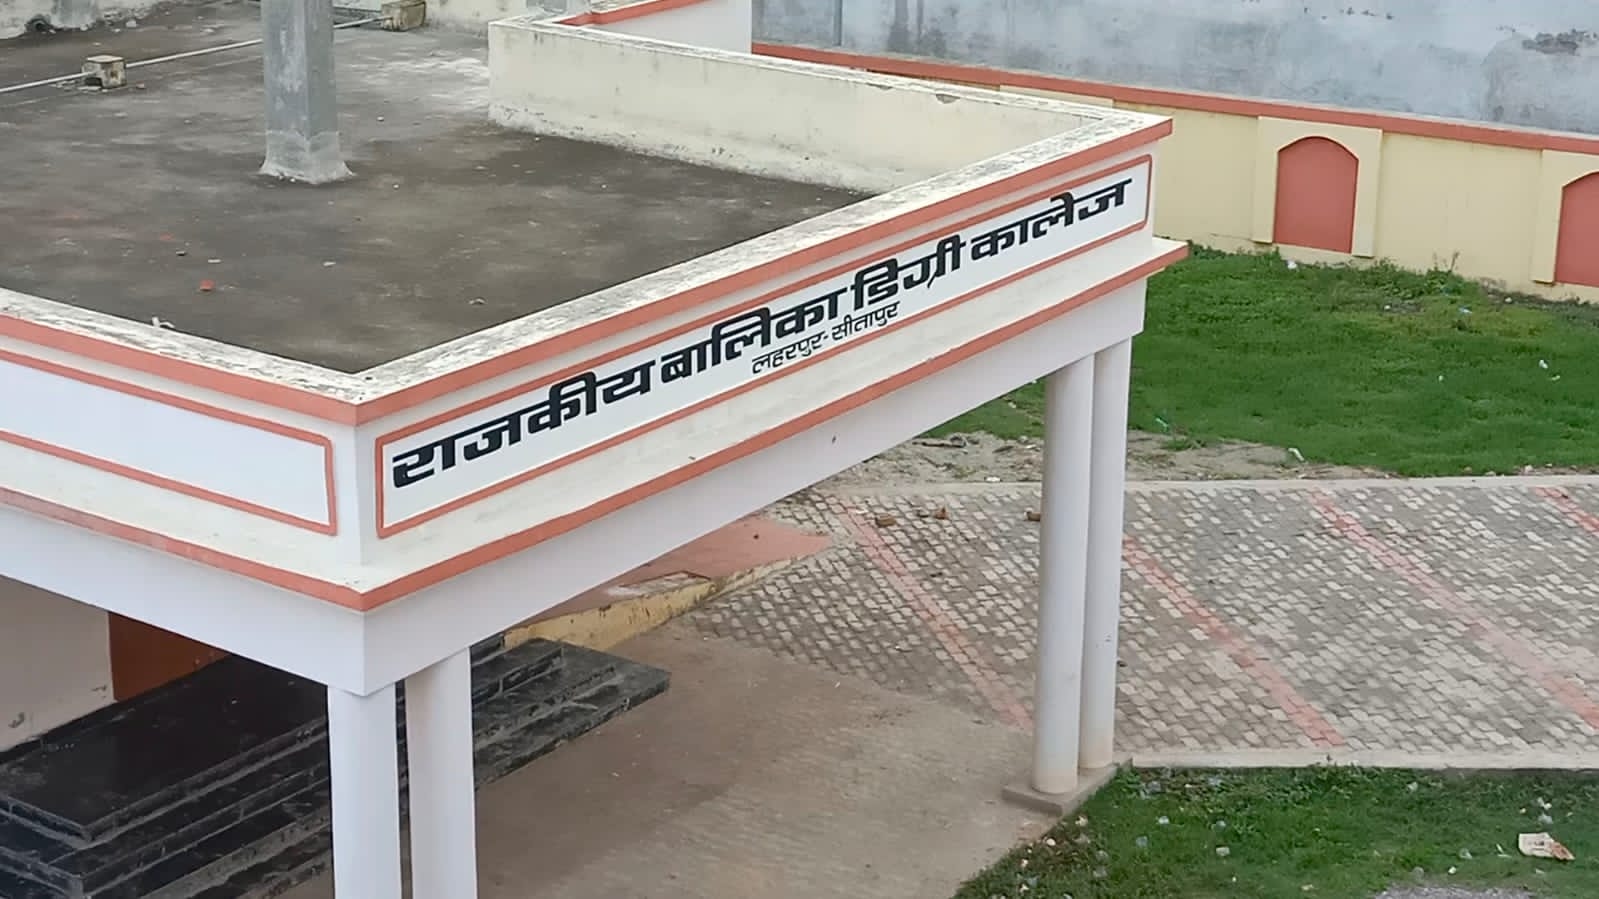 राजकीय बालिका डिग्री कालेज
लहरपुर-सीतापुर